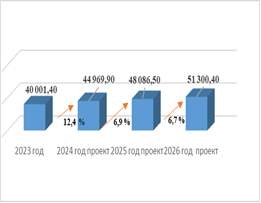 40 001,40
44 969,90
48 086,50
51 300,40
12,4 %
6,9 %
6,7 %
2023 год
2024 год проект
2025 год проект
2026 год проект